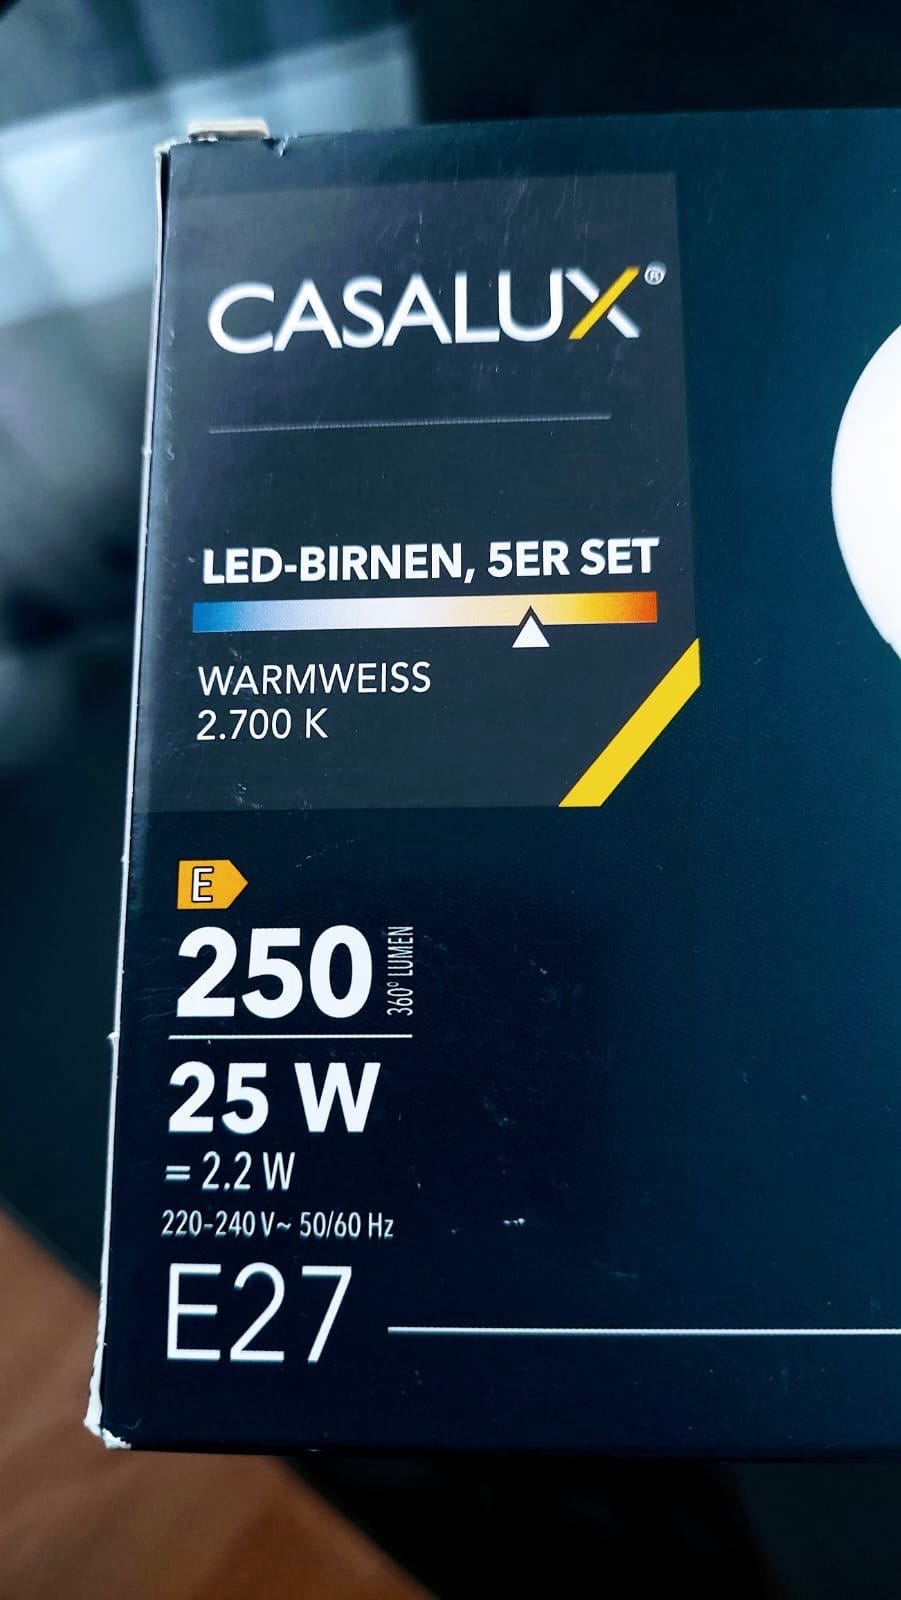 CASALUX®
LED-BIRNEN, 5ER SET
WARMWEISS
2.700 K
E
250 360° LUMEN
25 W
= 2.2 W
220-240 V~ 50/60 Hz
E27